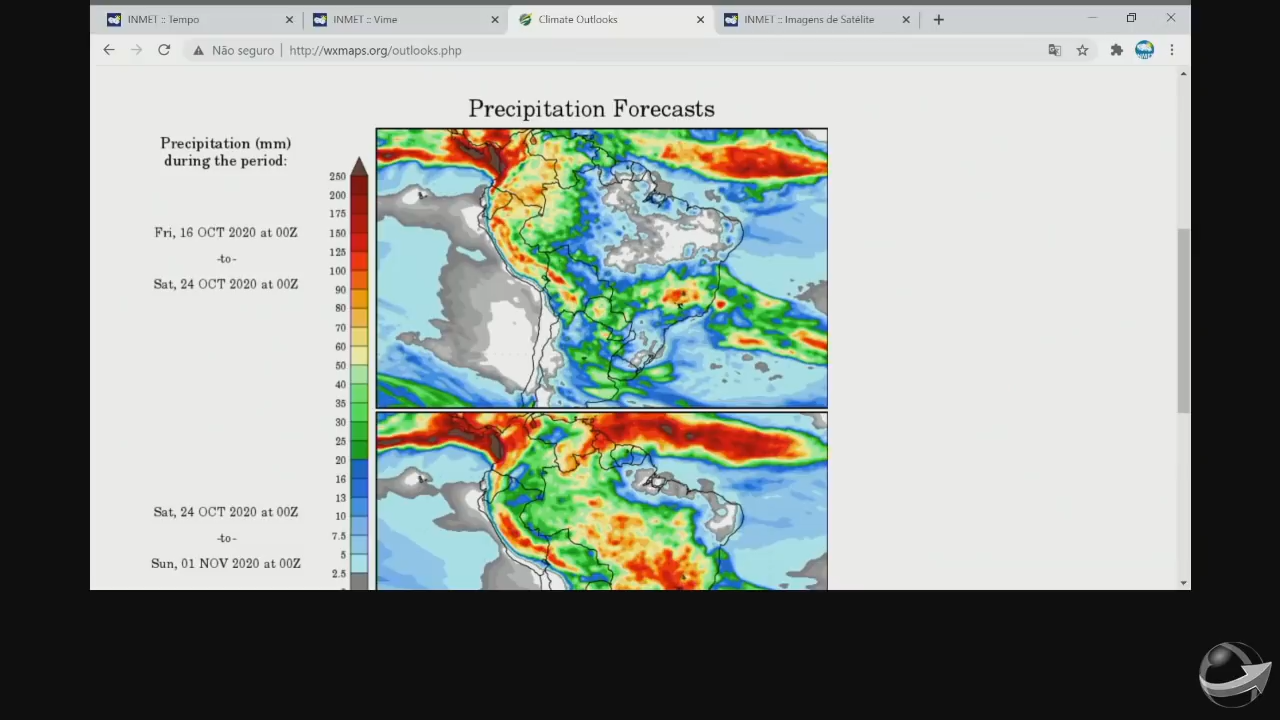 INMET :: Tempo
INMET :: Vime
Climate Outlooks
INMET :: Imagens de Satélite
Não seguro
http://wxmaps.org/outlooks.php
Precipitation Forecasts
Precipitation (mm)
during the period:
Fri, 16 OCT 2020 at 00Z
-to-
Sat, 24 OCT 2020 at 00Z
250
200
175
150
125
100
90
80
70
60
50
40
35
30
25
20
16
13
10
7.5
5
2.5
Sat, 24 OCT 2020 at 00Z
-to-
Sun, 01 NOV 2020 at 00Z